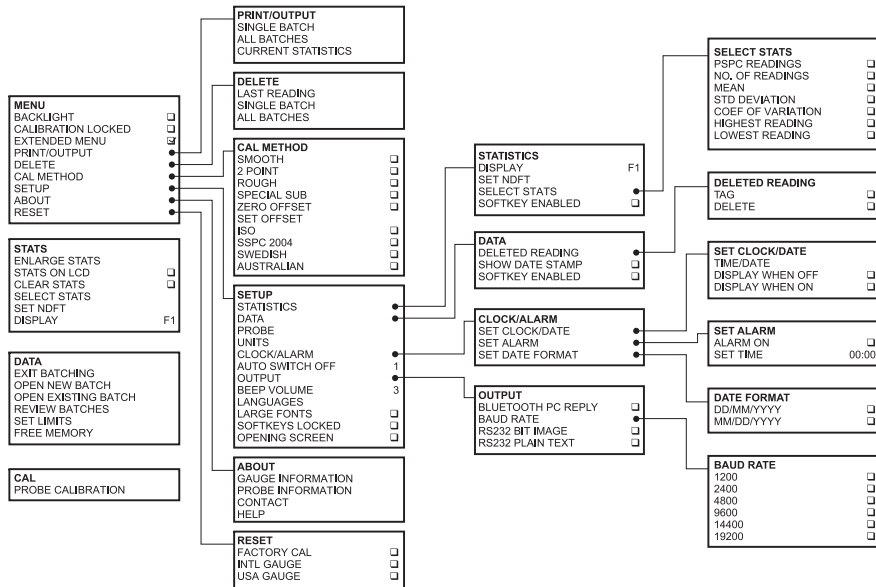 MENU
BACKLIGHT
CALIBRATION LOCKED
EXTENDED MENU
PRINT/OUTPUT
DELETE
CAL METHOD
SETUP
ABOUT
RESET
STATS
ENLARGE STATS
STATS ON LCD
CLEAR STATS
SELECT STATS
SET NDFT
DISPLAY F1
DATA
EXIT BATCHING
OPEN NEW BATCH
OPEN EXISTING BATCH
REVIEW BATCHES
SET LIMITS
FREE MEMORY
CAL
PROBE CALIBRATION
PRINT/OUTPUT
SINGLE BATCH
ALL BATCHES
CURRENT STATISTICS
DELETE
LAST READING
SINGLE BATCH
ALL BATCHES
CAL METHOD
SMOOTH
2 POINT
ROUGH
SPECIAL SUB
ZERO OFFSET
SET OFFSET
ISO
SSPC 2004
SWEDISH
AUSTRALIAN
SETUP
STATISTICS
DATA
PROBE
UNITS
CLOCK/ALARM
AUTO SWITCH OFF 1
OUTPUT
BEEP VOLUME 3
LANGUAGES
LARGE FONTS
SOFTKEYS LOCKED
OPENING SCREEN
ABOUT
GAUGE INFORMATION
PROBE INFORMATION
CONTACT
HELP
RESET
FACTORY CAL
INTL GAUGE
USA GAUGE
STATISTICS
DISPLAY F1
SET NDFT
SELECT STATS
SOFTKEY ENABLED
DATA
DELETED READING
SHOW DATE STAMP
SOFTKEY ENABLED
CLOCK/ALARM
SET CLOCK/DATE
SET ALARM
SET DATE FORMAT
OUTPUT
BLUETOOTH PC REPLY
BAUD RATE
RS232 BIT IMAGE
RS232 PLAIN TEXT
SELECT STATS
PSPC READINGS
NO. OF READINGS
MEAN
STD DEVIATION
COEF OF VARIATION
HIGHEST READING
LOWEST READING
DELETED READING
TAG
DELETE
SET CLOCK/DATE
TIME/DATE
DISPLAY WHEN OFF
DISPLAY WHEN ON
SET ALARM
ALARM ON
SET TIME 00:00
DATE FORMAT
DD/MM/YYYY
MM/DD/YYYY
BAUD RATE
1200
2400
4800
9600
14400
19200